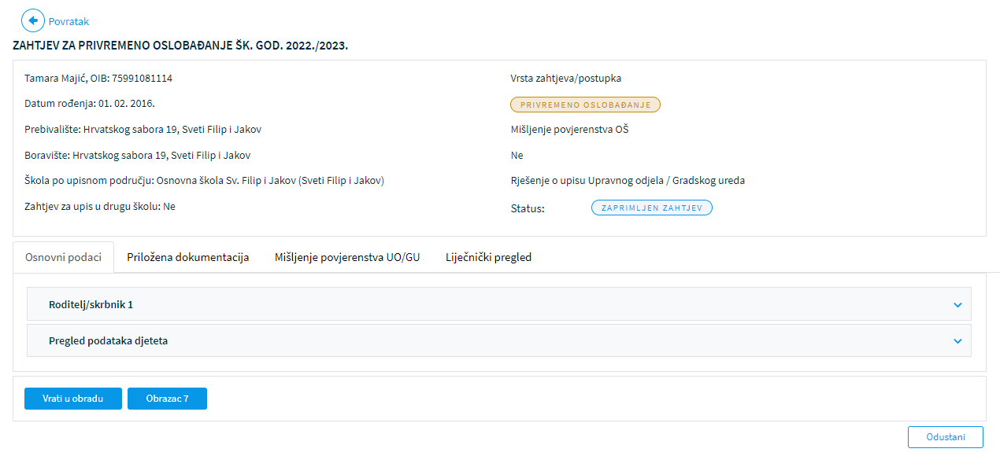 Povratak
ZAHTJEV ZA PRIVREMENO OSLOBAĐANJE ŠK. GOD. 2022./2023.
Tamara Majić, OIB: 75991081114
Datum rođenja: 01. 02. 2016.
Prebivalište: Hrvatskog sabora 19, Sveti Filip i Jakov
Boravište: Hrvatskog sabora 19, Sveti Filip i Jakov
Škola po upisnom području: Osnovna škola Sv. Filip i Jakov (Sveti Filip i Jakov)
Zahtjev za upis u drugu školu: Ne
Vrsta zahtjeva/postupka
PRIVREMENO OSLOBAĐANJE
Mišljenje povjerenstva OŠ
Ne
Rješenje o upisu Upravnog odjela / Gradskog ureda
Status: ZAPRIMLJEN ZAHTJEV
Osnovni podaci Priložena dokumentacija Mišljenje povjerenstva UO/GU Liječnički pregled
Roditelj/skrbnik 1
Pregled podataka djeteta
Vrati u obradu Obrazac 7
Odustani